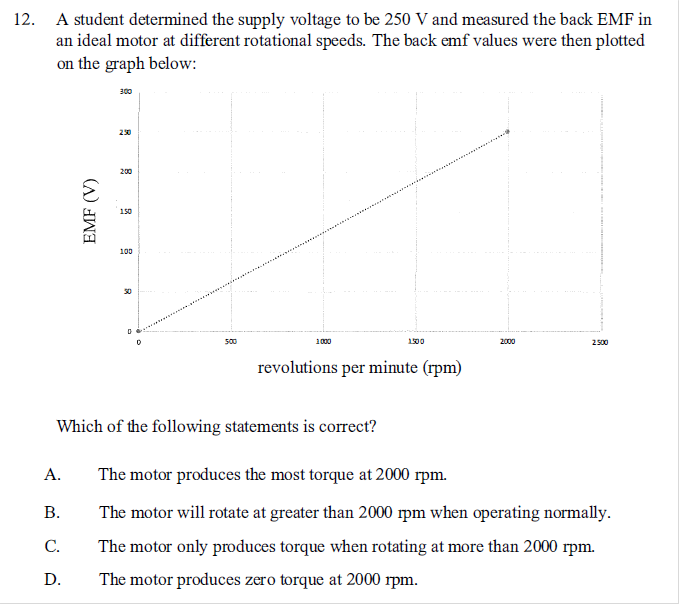 12. A student determined the supply voltage to be 250 V and measured the back EMF in
an ideal motor at different rotational speeds. The back emf values were then plotted
on the graph below:
300
250
200
150
100
50
0
EMF (V)
0 500 1000 1500 2000 2500
revolutions per minute (rpm)
Which of the following statements is correct?
A. The motor produces the most torque at 2000 rpm.
B. The motor will rotate at greater than 2000 rpm when operating normally.
C. The motor only produces torque when rotating at more than 2000 rpm.
D. The motor produces zero torque at 2000 rpm.